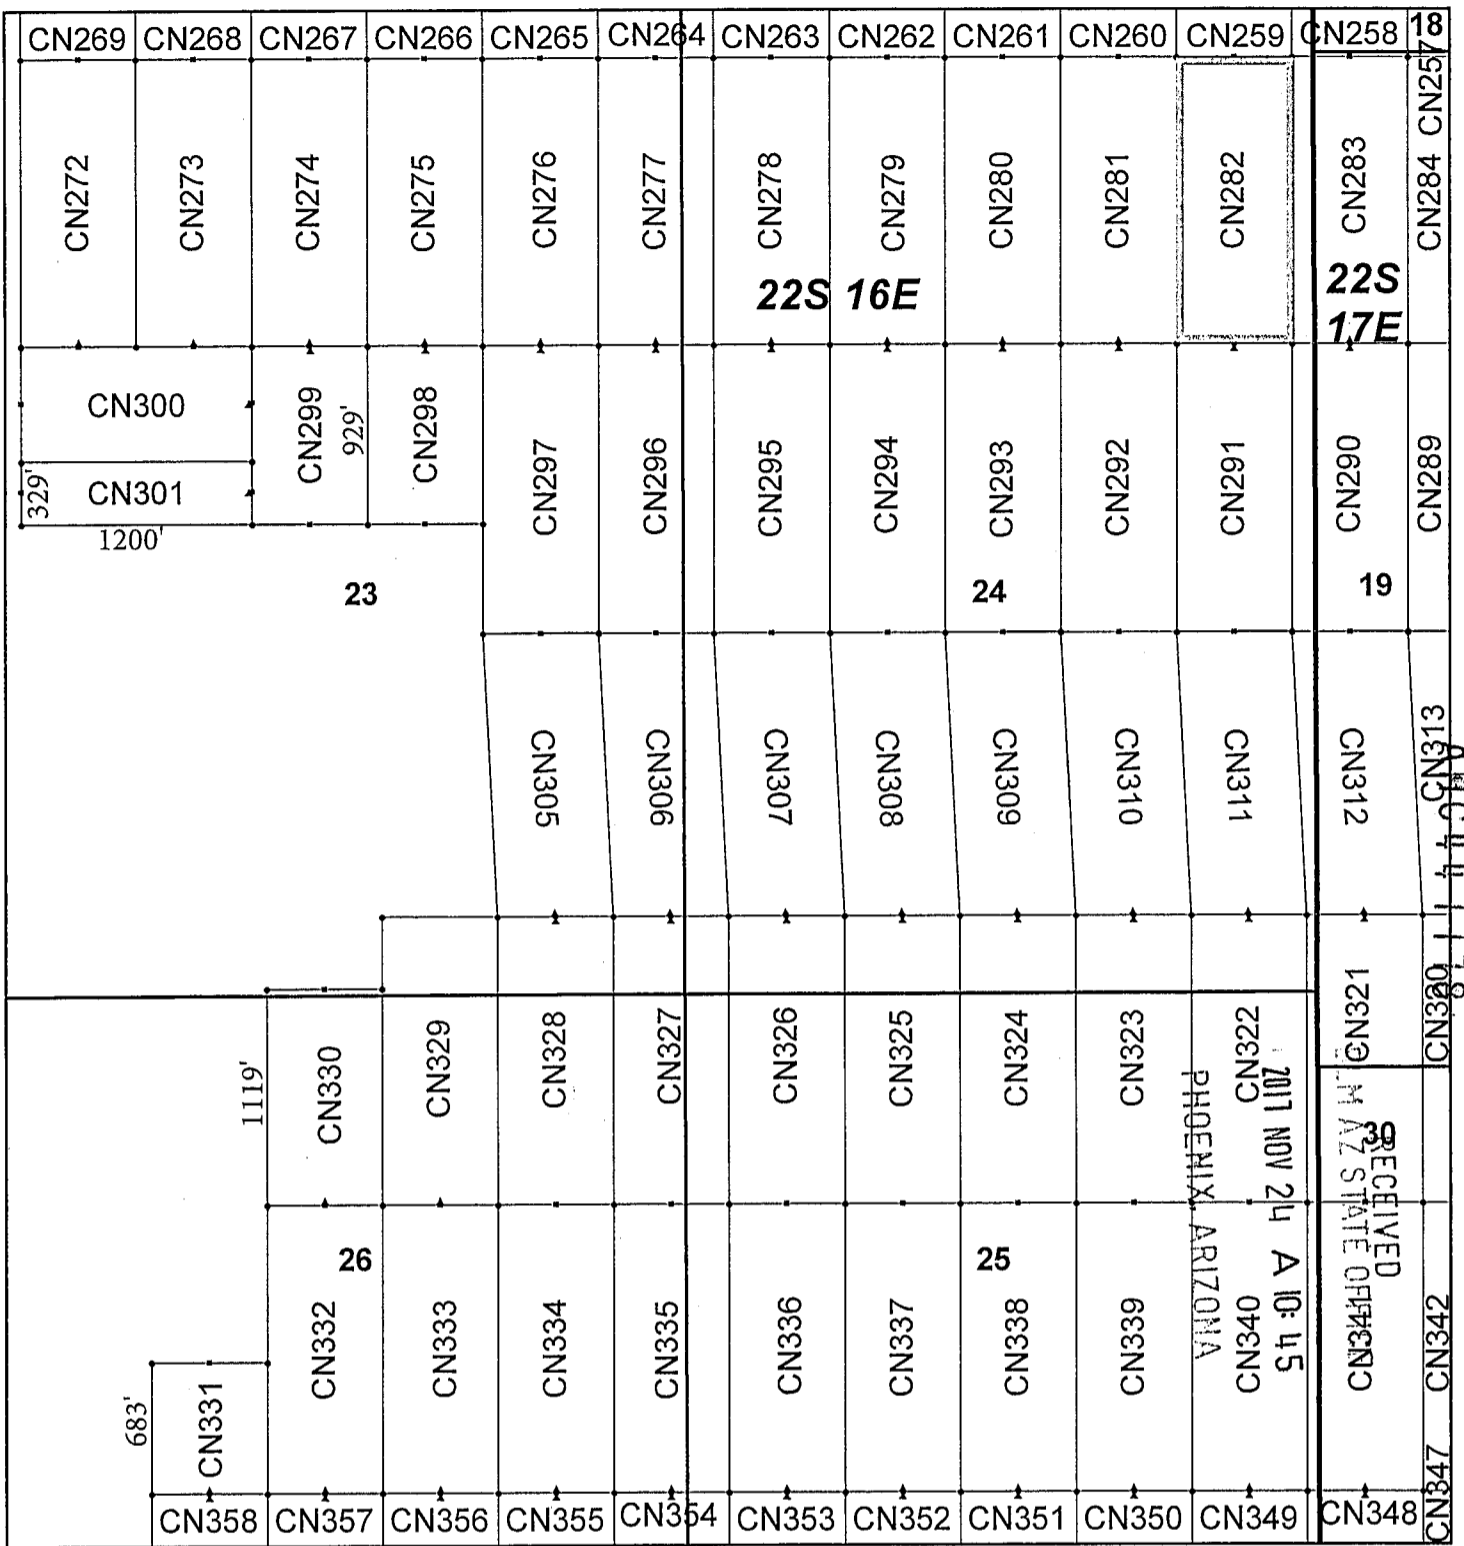 CN269 CN268 CN267 CN266 CN265 CN264 CN263 CN262 CN261 CN260 CN259 CN258 18
CN257
CN272 CN273 CN274 CN275 CN276 CN277 CN278 CN279 CN280 CN281 CN282 CN283 CN284
22S 16E
22S
17E
CN300 CN299 929' CN298 CN297 CN296 CN295 CN294 CN293 CN292 CN291 CN290 CN289
329' CN301
1200'
23 24 19
CN305 CN306 CN307 CN308 CN309 CN310 CN311 CN312 CN313
1119' CN330 CN329 CN328 CN327 CN326 CN325 CN324 CN323 CN322 CN321 CN320
30
RECEIVED
AZ STATE OFFICE
2017 NOV 24 A 10:45
PHOENIX, ARIZONA
26 25
683' CN331 CN332 CN333 CN334 CN335 CN336 CN337 CN338 CN339 CN340 CN342
CN347
CN358 CN357 CN356 CN355 CN354 CN353 CN352 CN351 CN350 CN349 CN348